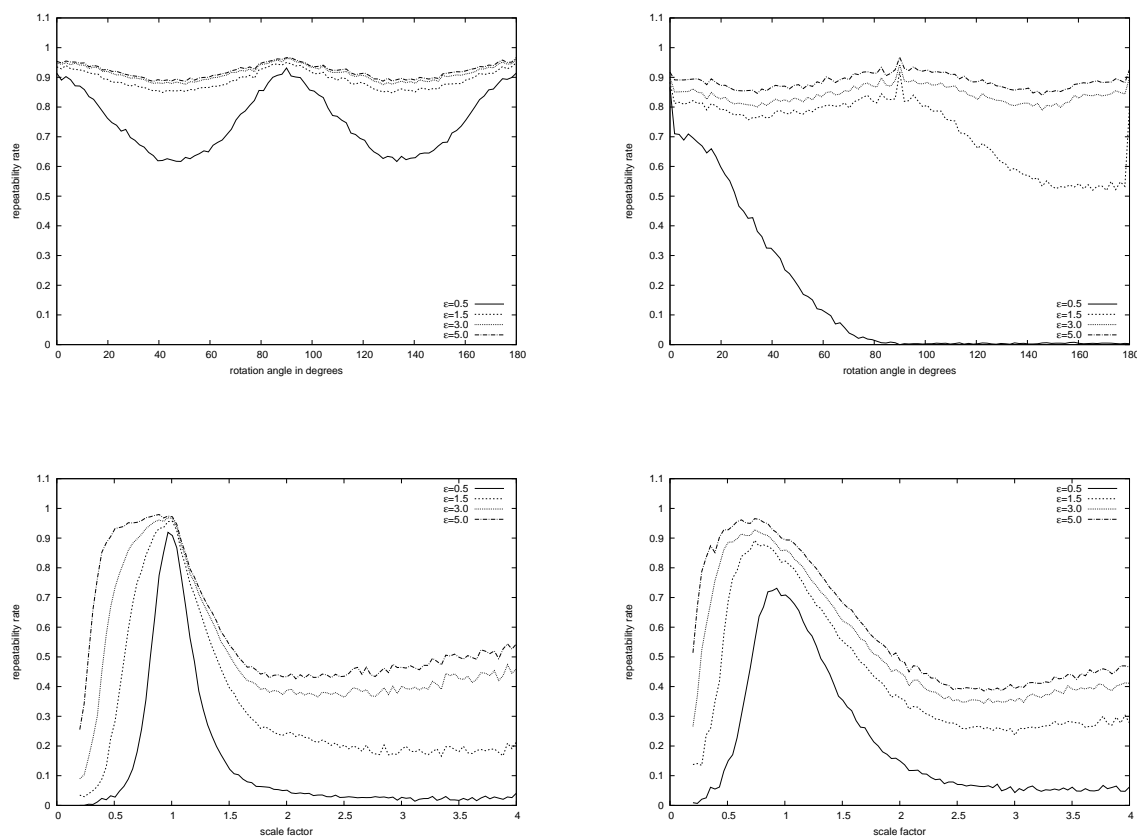 1.1
1
0.9
0.8
0.7
0.6
0.5
0.4
0.3
0.2
0.1
0
repeatability rate
ε=0.5
ε=1.5
ε=3.0
ε=5.0
0 20 40 60 80 100 120 140 160 180
rotation angle in degrees
1.1
1
0.9
0.8
0.7
0.6
0.5
0.4
0.3
0.2
0.1
0
repeatability rate
ε=0.5
ε=1.5
ε=3.0
ε=5.0
0 20 40 60 80 100 120 140 160 180
rotation angle in degrees
1.1
1
0.9
0.8
0.7
0.6
0.5
0.4
0.3
0.2
0.1
0
repeatability rate
ε=0.5
ε=1.5
ε=3.0
ε=5.0
0 0.5 1 1.5 2 2.5 3 3.5 4
scale factor
1.1
1
0.9
0.8
0.7
0.6
0.5
0.4
0.3
0.2
0.1
0
repeatability rate
ε=0.5
ε=1.5
ε=3.0
ε=5.0
0 0.5 1 1.5 2 2.5 3 3.5 4
scale factor